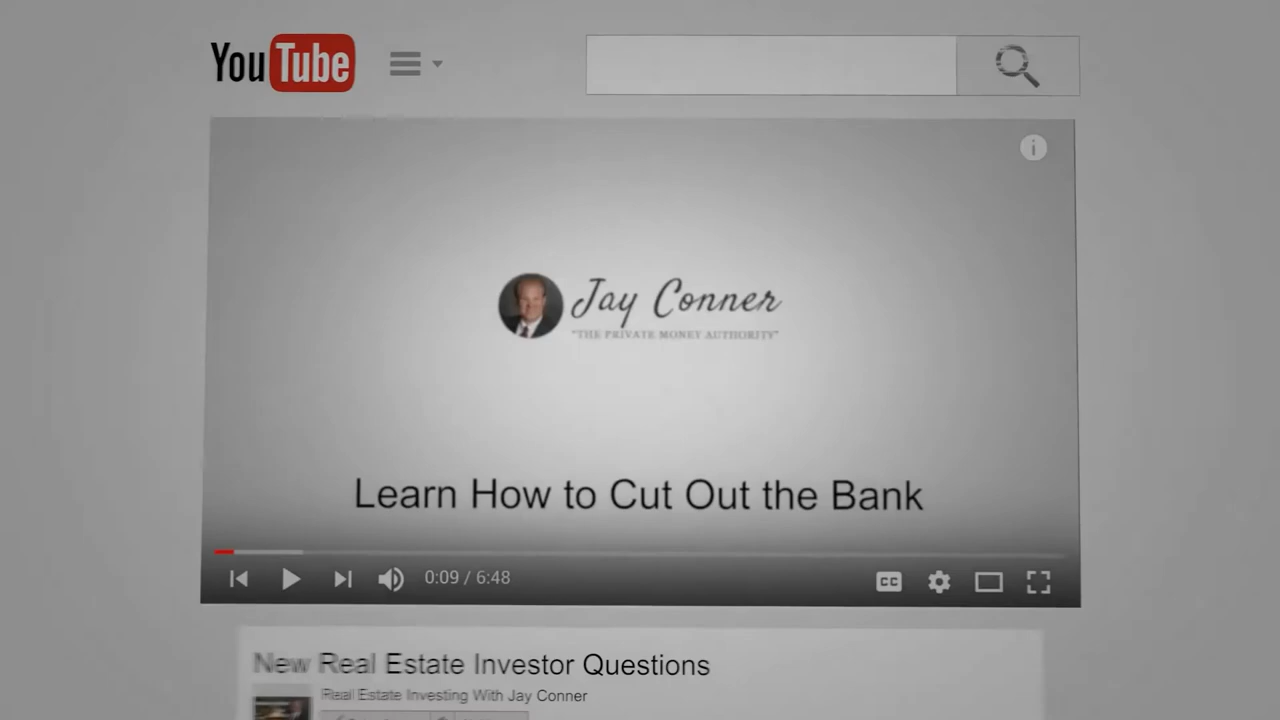 YouTube
i
Jay Conner
"THE PRIVATE MONEY AUTHORITY"
Learn How to Cut Out the Bank
0:09 / 6:48
CC
New Real Estate Investor Questions
Real Estate Investing With Jay Conner